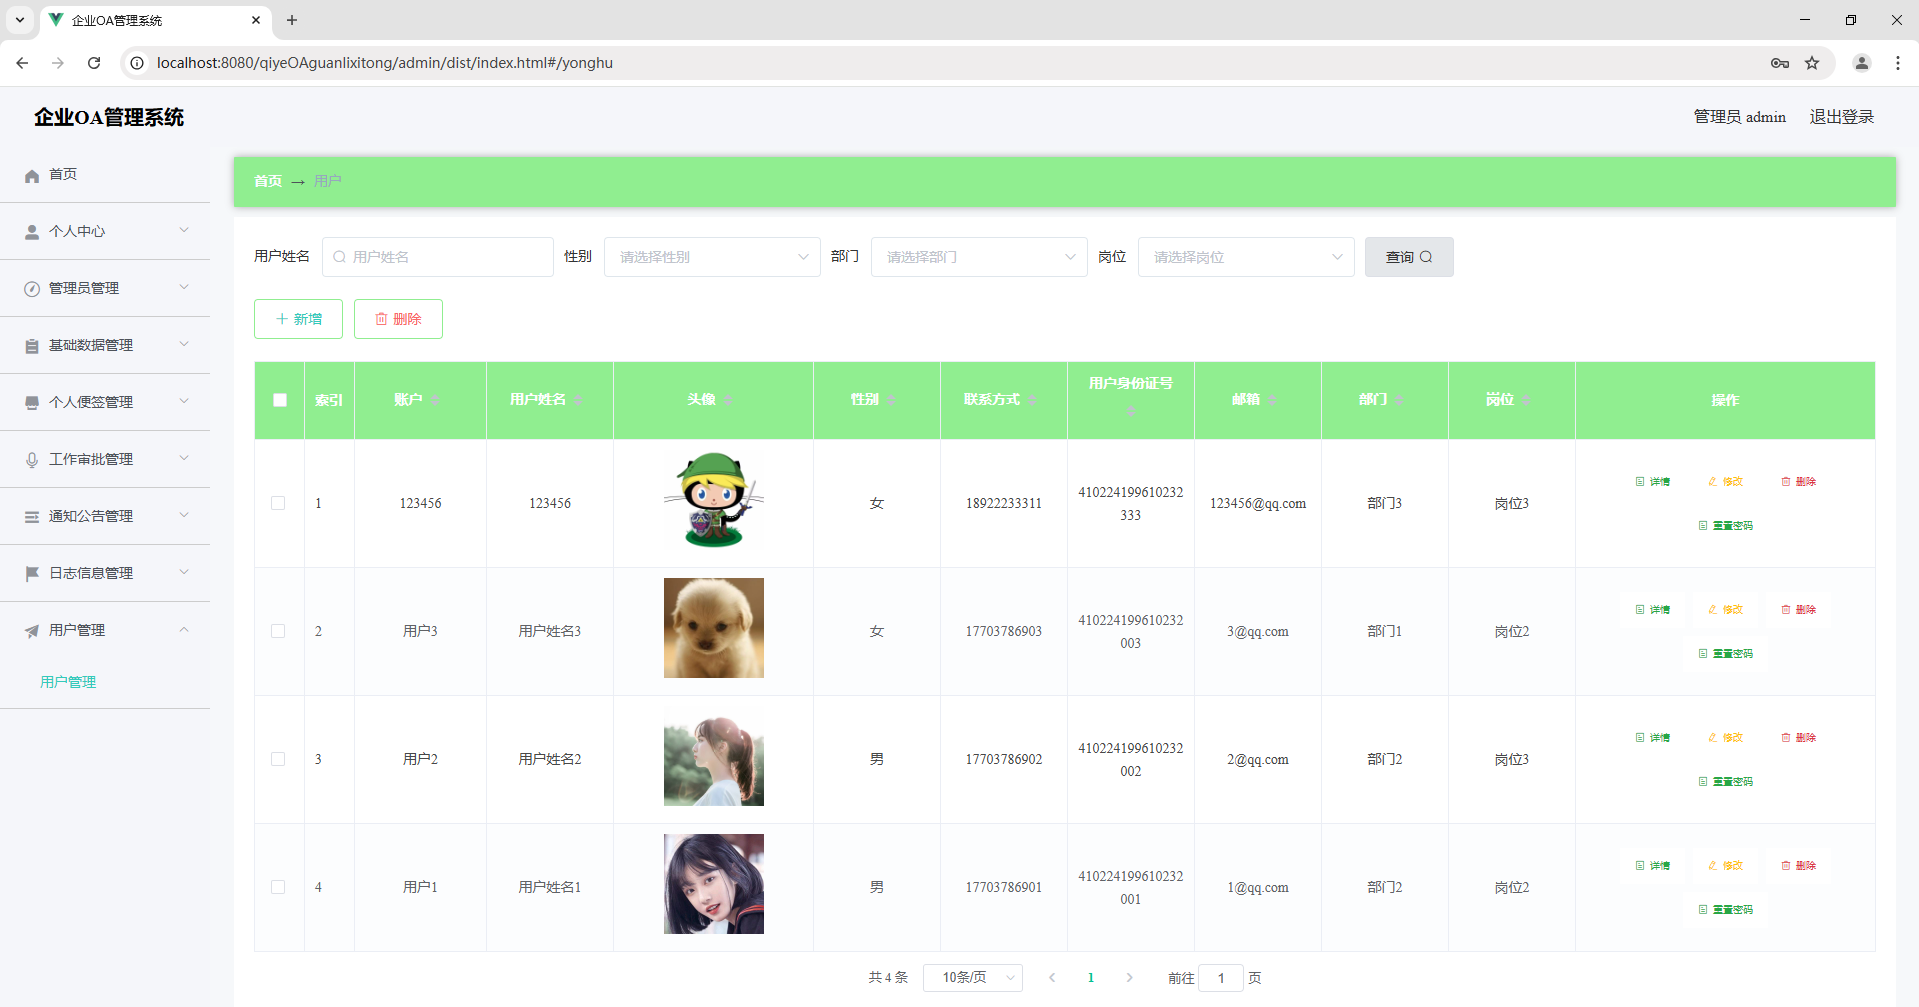 企业OA管理系统
localhost:8080/qiyeOAguanlixitong/admin/dist/index.html#/yonghu
企业OA管理系统
管理员 admin 退出登录
首页
个人中心
管理员管理
基础数据管理
个人便签管理
工作审批管理
通知公告管理
日志信息管理
用户管理
用户管理
首页 → 用户
用户姓名 用户姓名 性别 请选择性别 部门 请选择部门 岗位 请选择岗位 查询
新增 删除
索引 账户 用户姓名 头像 性别 联系方式 用户身份证号 邮箱 部门 岗位 操作
1 123456 123456 女 18922233311 410224199610232333 123456@qq.com 部门3 岗位3 详情 修改 删除
重置密码
2 用户3 用户姓名3 女 17703786903 410224199610232003 3@qq.com 部门1 岗位2 详情 修改 删除
重置密码
3 用户2 用户姓名2 男 17703786902 410224199610232002 2@qq.com 部门2 岗位3 详情 修改 删除
重置密码
4 用户1 用户姓名1 男 17703786901 410224199610232001 1@qq.com 部门2 岗位2 详情 修改 删除
重置密码
共 4 条 10条/页 1 前往 1 页